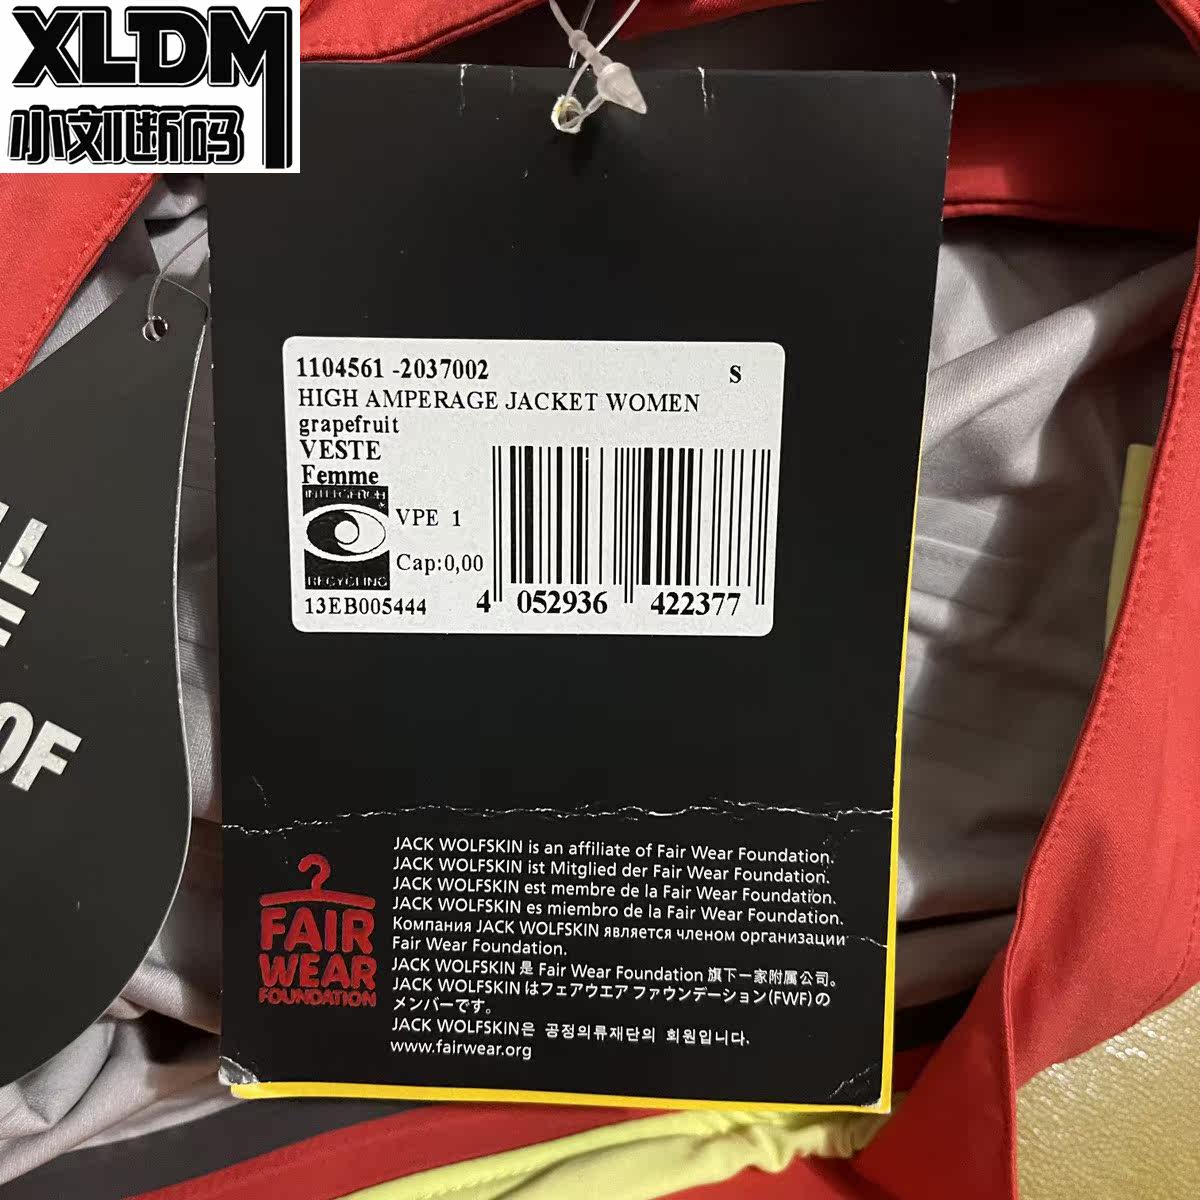 XLDM
小刘断码
1104561 -2037002
S
HIGH AMPERAGE JACKET WOMEN
grapefruit
VESTE
Femme
INTERSEROH
VPE 1
Cap:0,00
RECYCLING
13EB005444
4 052936 422377
OF
JACK WOLFSKIN is an affiliate of Fair Wear Foundation.
JACK WOLFSKIN ist Mitglied der Fair Wear Foundation.
JACK WOLFSKIN est membre de la Fair Wear Foundation.
JACK WOLFSKIN es miembro de la Fair Wear Foundation.
Компания JACK WOLFSKIN является членом организации
Fair Wear Foundation.
JACK WOLFSKIN 是 Fair Wear Foundation 旗下一家附属公司。
JACK WOLFSKIN はフェアウエア ファウンデーション(FWF)の
メンバーです。
JACK WOLFSKIN은 공정의류재단의 회원입니다.
www.fairwear.org
FAIR
WEAR
FOUNDATION